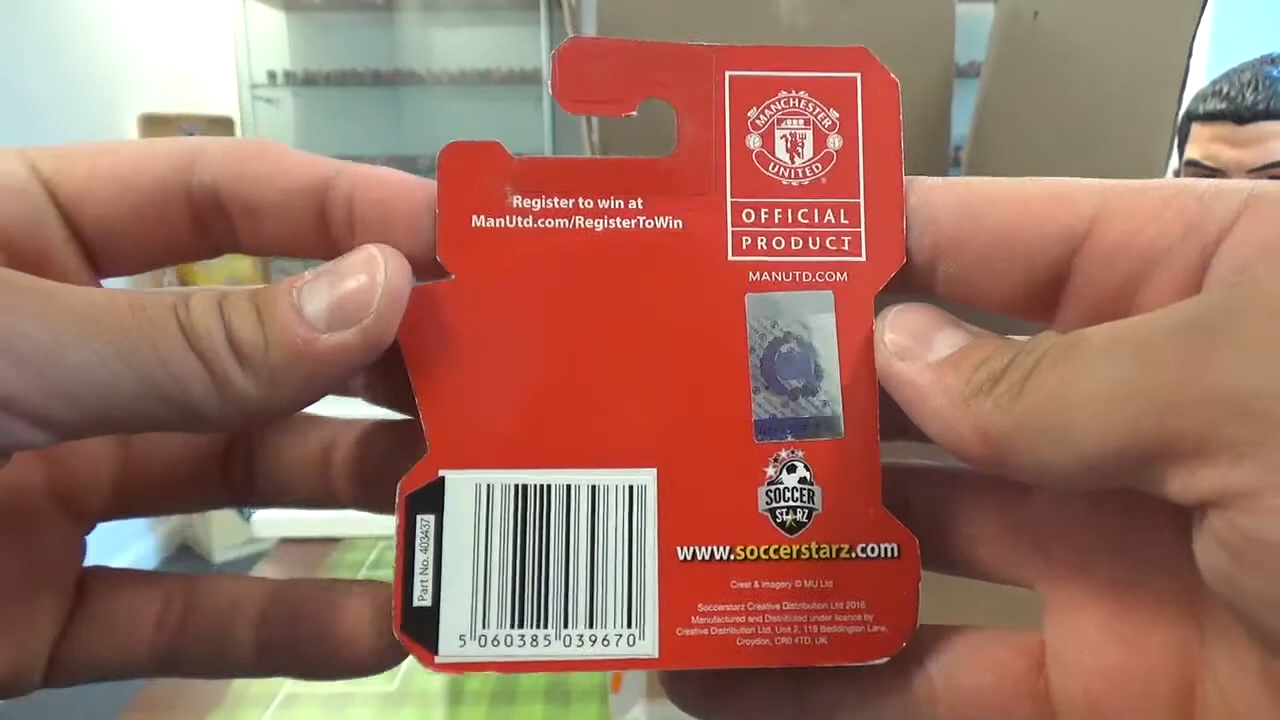 Register to win at
ManUtd.com/RegisterToWin
MANCHESTER
UNITED
OFFICIAL
PRODUCT
MANUTD.COM
SOCCER
STARZ
www.soccerstarz.com
Part No. 403437
5 060385 039670
Crest & Imagery © MU Ltd
Soccerstarz Creative Distribution Ltd 2016.
Manufactured and Distributed under licence by
Creative Distribution Ltd, Unit 2, 119 Beddington Lane,
Croydon, CR0 4TD, UK